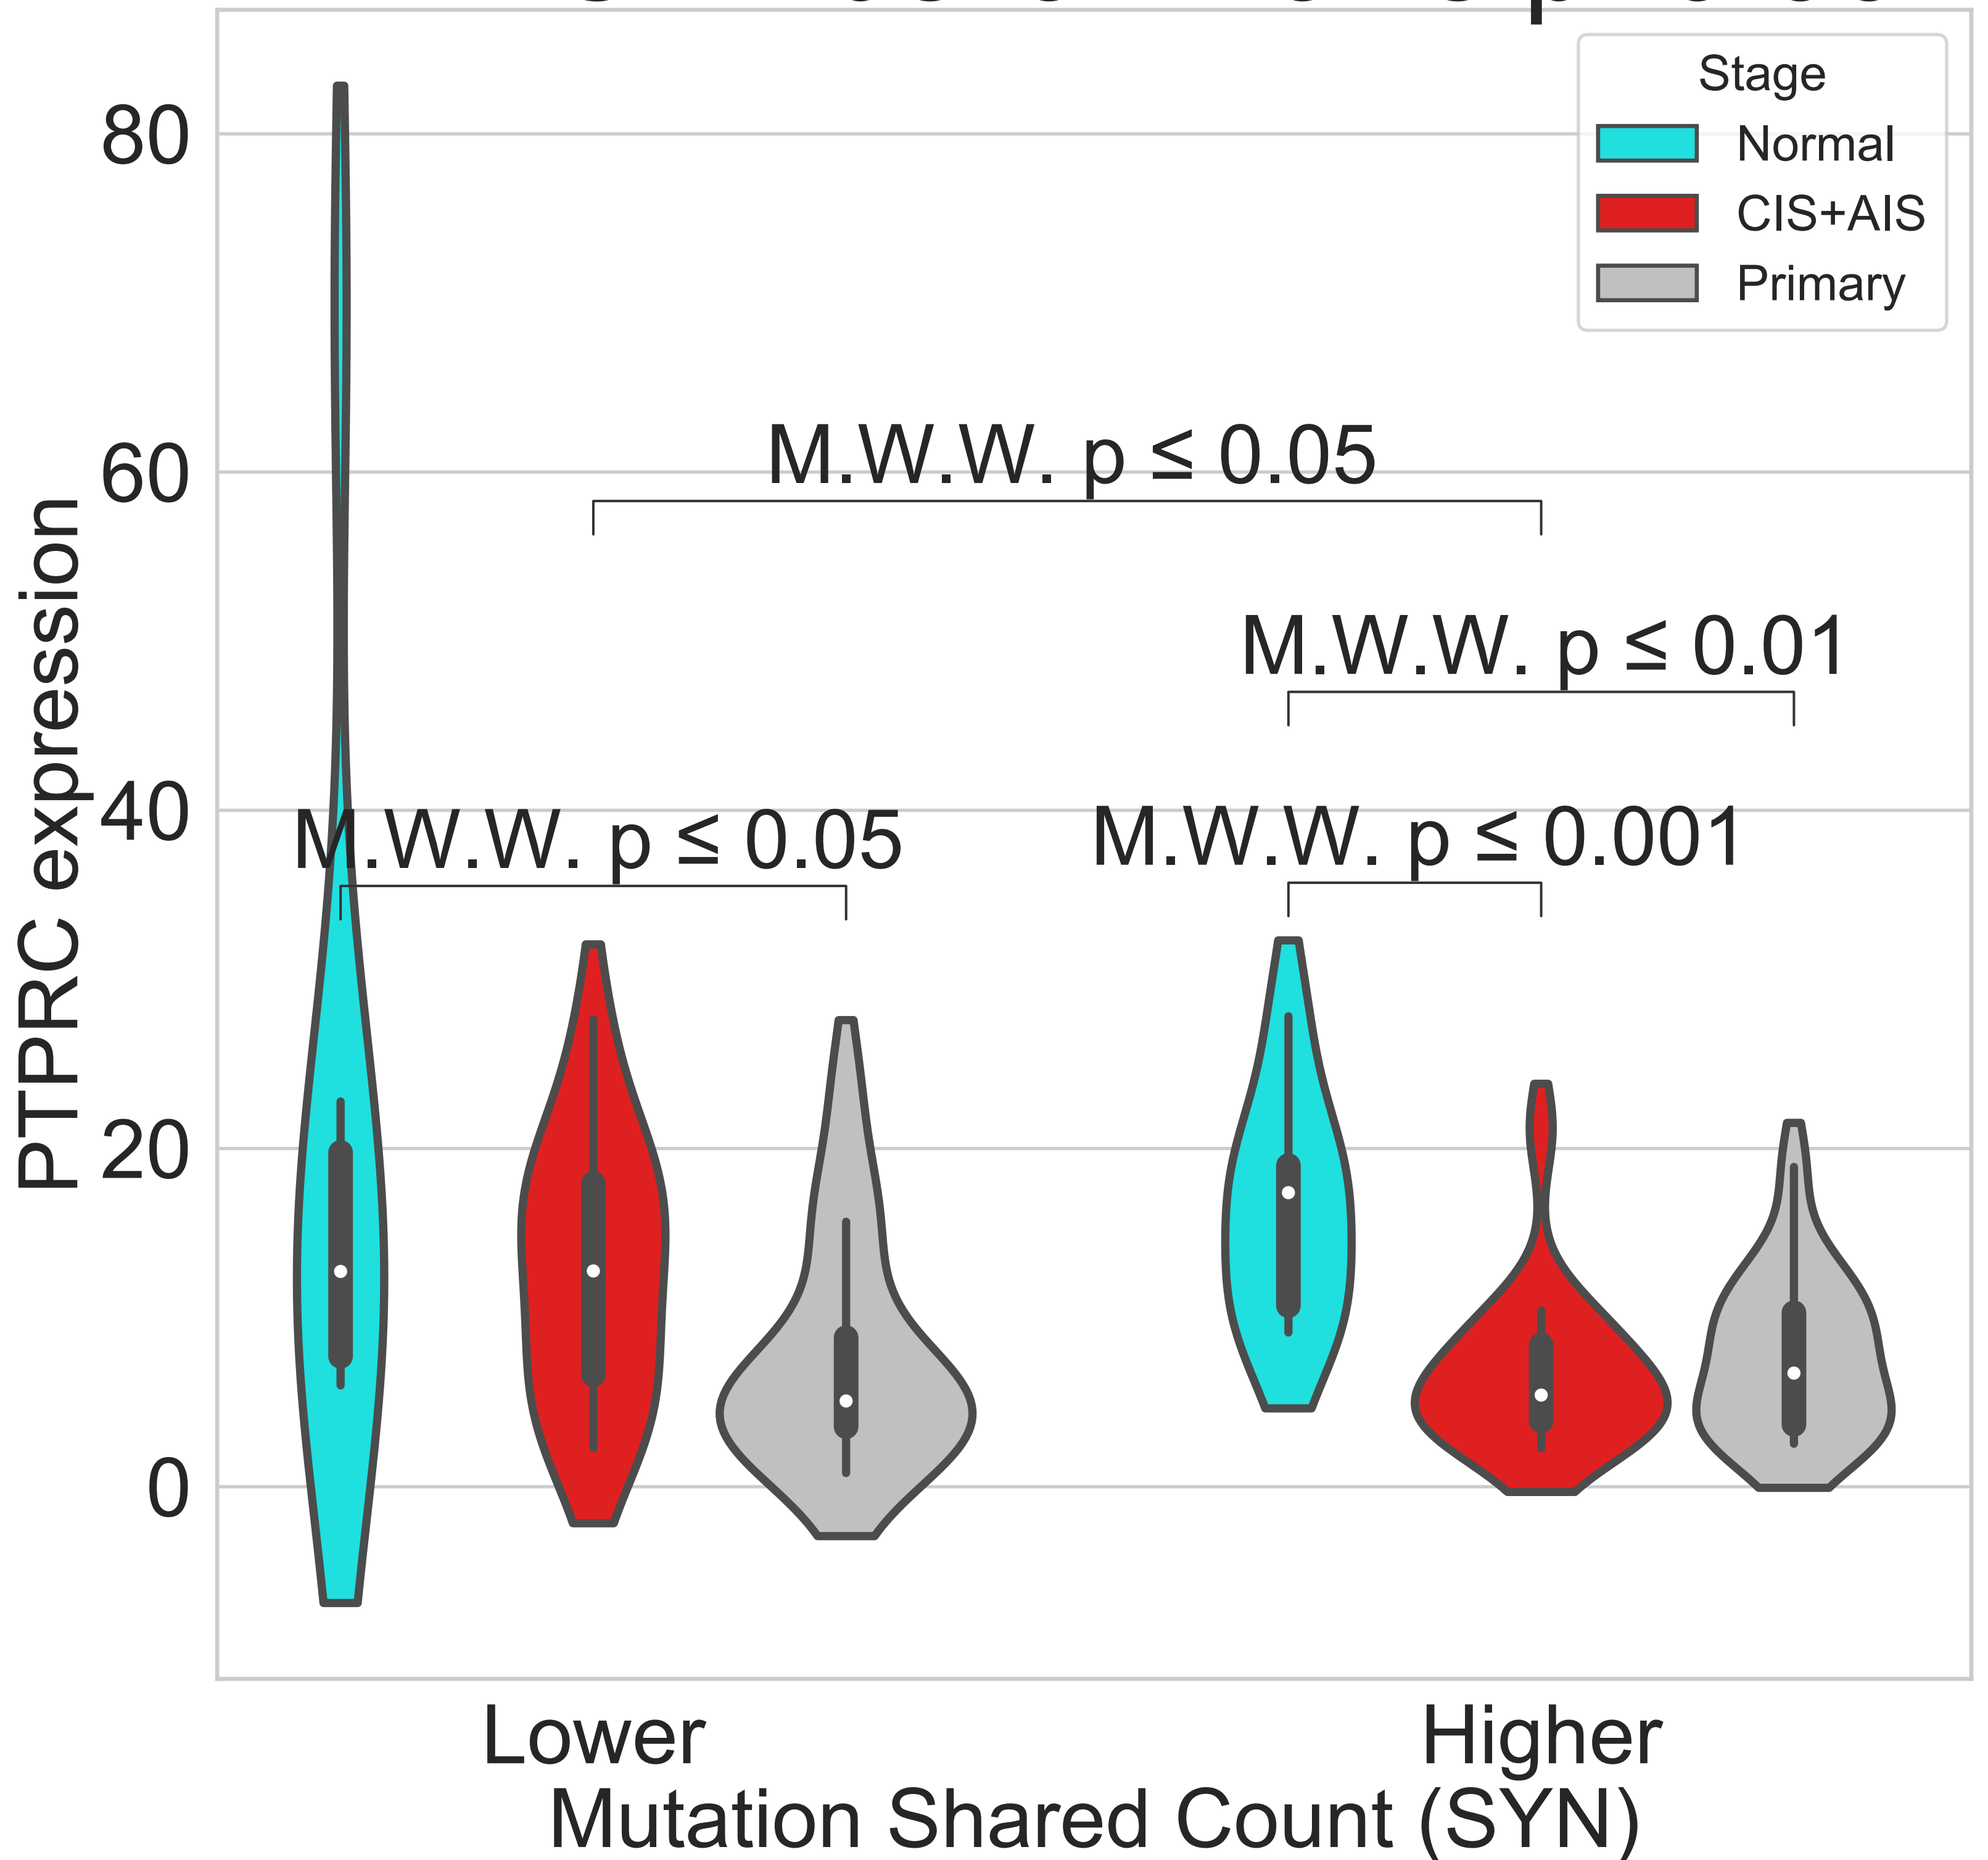 Stage
Normal
CIS+AIS
Primary
80
60
40
20
0
PTPRC expression
M.W.W. p ≤ 0.05
M.W.W. p ≤ 0.01
M.W.W. p ≤ 0.05
M.W.W. p ≤ 0.001
Lower
Higher
Mutation Shared Count (SYN)